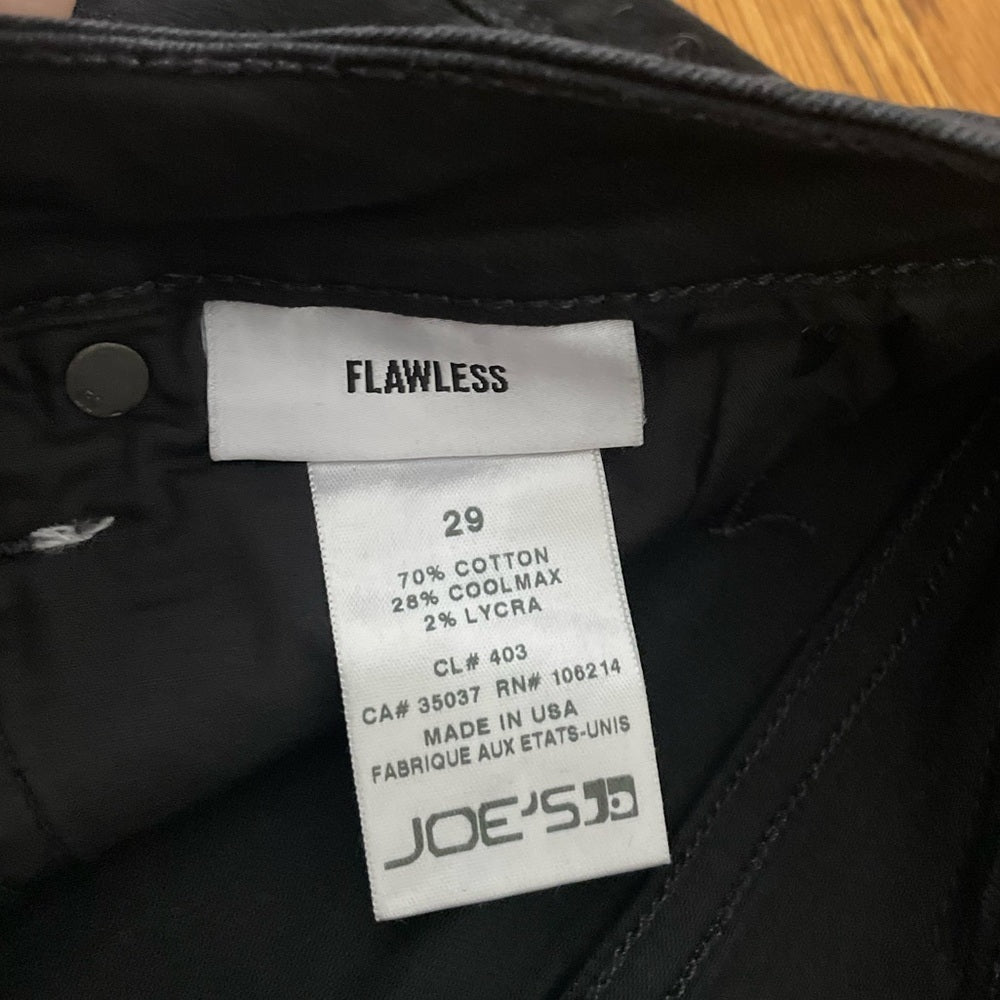 FLAWLESS
29
70% COTTON
28% COOLMAX
2% LYCRA
CL# 403
CA# 35037 RN# 106214
MADE IN USA
FABRIQUE AUX ETATS-UNIS
JOE'S